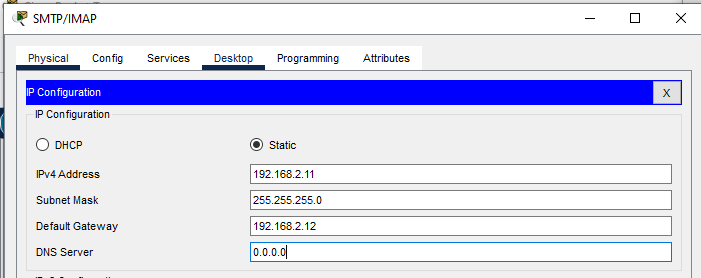 SMTP/IMAP
Physical Config Services Desktop Programming Attributes
IP Configuration X
IP Configuration
DHCP Static
IPv4 Address 192.168.2.11
Subnet Mask 255.255.255.0
Default Gateway 192.168.2.12
DNS Server 0.0.0.0